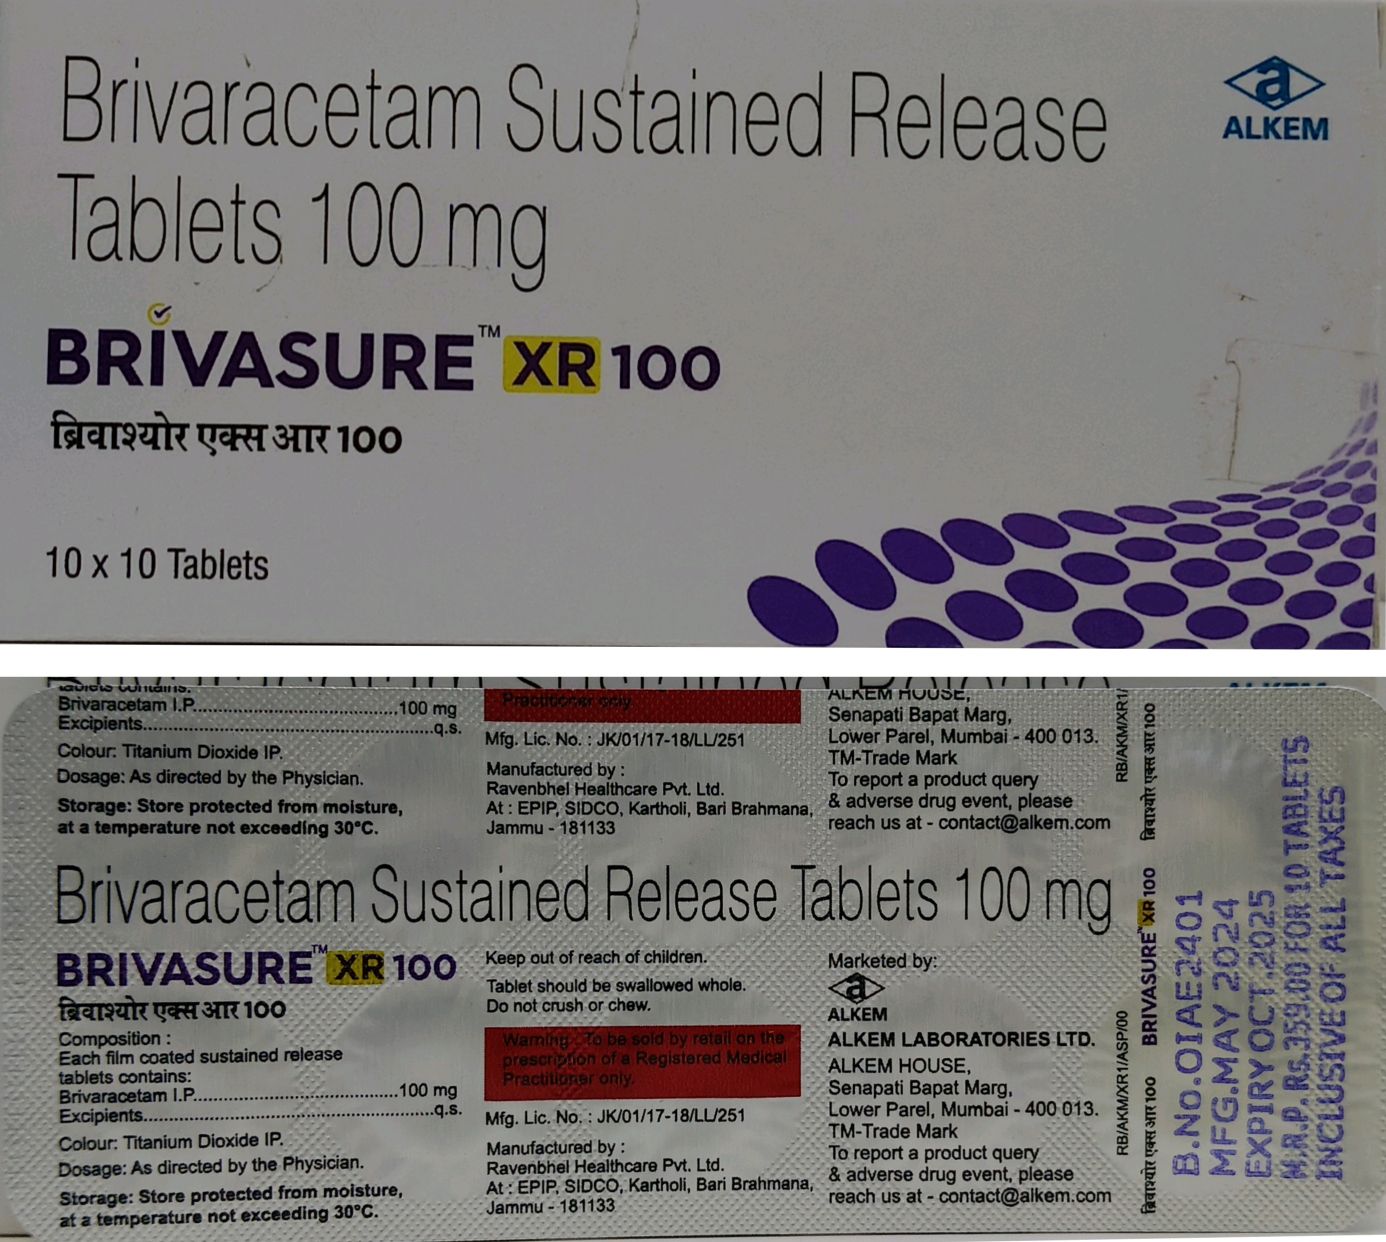 Brivaracetam Sustained Release
Tablets 100 mg
BRIVASURE™ XR 100
ब्रिवाश्योर एक्स आर 100
10 x 10 Tablets
a
ALKEM
tablets contains:
Brivaracetam I.P...........................................100 mg
Excipients............................................................q.s.
Colour: Titanium Dioxide IP.
Dosage: As directed by the Physician.
Storage: Store protected from moisture,
at a temperature not exceeding 30°C.
Practitioner only.
Mfg. Lic. No. : JK/01/17-18/LL/251
Manufactured by :
Ravenbhel Healthcare Pvt. Ltd.
At : EPIP, SIDCO, Kartholi, Bari Brahmana,
Jammu - 181133
ALKEM HOUSE,
Senapati Bapat Marg,
Lower Parel, Mumbai - 400 013.
TM-Trade Mark
To report a product query
& adverse drug event, please
reach us at - contact@alkem.com
Brivaracetam Sustained Release Tablets 100 mg
BRIVASURE™ XR 100
ब्रिवाश्योर एक्स आर 100
Composition :
Each film coated sustained release
tablets contains:
Brivaracetam I.P...........................................100 mg
Excipients............................................................q.s.
Colour: Titanium Dioxide IP.
Dosage: As directed by the Physician.
Storage: Store protected from moisture,
at a temperature not exceeding 30°C.
Keep out of reach of children.
Tablet should be swallowed whole.
Do not crush or chew.
Warning : To be sold by retail on the
prescription of a Registered Medical
Practitioner only.
Mfg. Lic. No. : JK/01/17-18/LL/251
Manufactured by :
Ravenbhel Healthcare Pvt. Ltd.
At : EPIP, SIDCO, Kartholi, Bari Brahmana,
Jammu - 181133
Marketed by:
a
ALKEM
ALKEM LABORATORIES LTD.
ALKEM HOUSE,
Senapati Bapat Marg,
Lower Parel, Mumbai - 400 013.
TM-Trade Mark
To report a product query
& adverse drug event, please
reach us at - contact@alkem.com
RB/AKM/XR1/
RB/AKM/XR1/ASP/00
ब्रिवाश्योर एक्स आर 100
BRIVASURE™ XR 100
ब्रिवाश्योर एक्स आर 100
B.No.OIAE2401
MFG.MAY 2024
EXPIRY OCT.2025
M.R.P. Rs.359.00 FOR 10 TABLETS
INCLUSIVE OF ALL TAXES